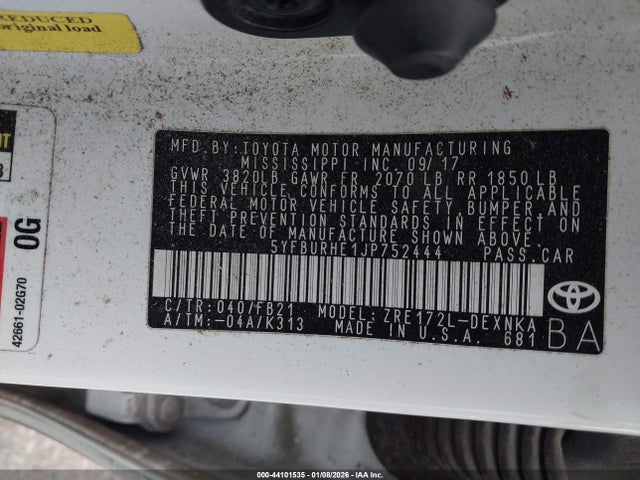 REDUCED
original load
0G
42661-02G70
MFD. BY: TOYOTA MOTOR MANUFACTURING
MISSISSIPPI INC. 09/17
GVWR 3820LB GAWR FR 2070 LB RR 1850 LB
THIS VEHICLE CONFORMS TO ALL APPLICABLE
FEDERAL MOTOR VEHICLE SAFETY, BUMPER, AND
THEFT PREVENTION STANDARDS IN EFFECT ON
THE DATE OF MANUFACTURE SHOWN ABOVE.
5YFBURHE1JP752444 PASS. CAR
C/TR: 040/FB21 MODEL: ZRE172L-DEXNKA
A/TM: -04A/K313 MADE IN U.S.A. 681
BA
000-44101535 - 01/08/2026 - IAA Inc.